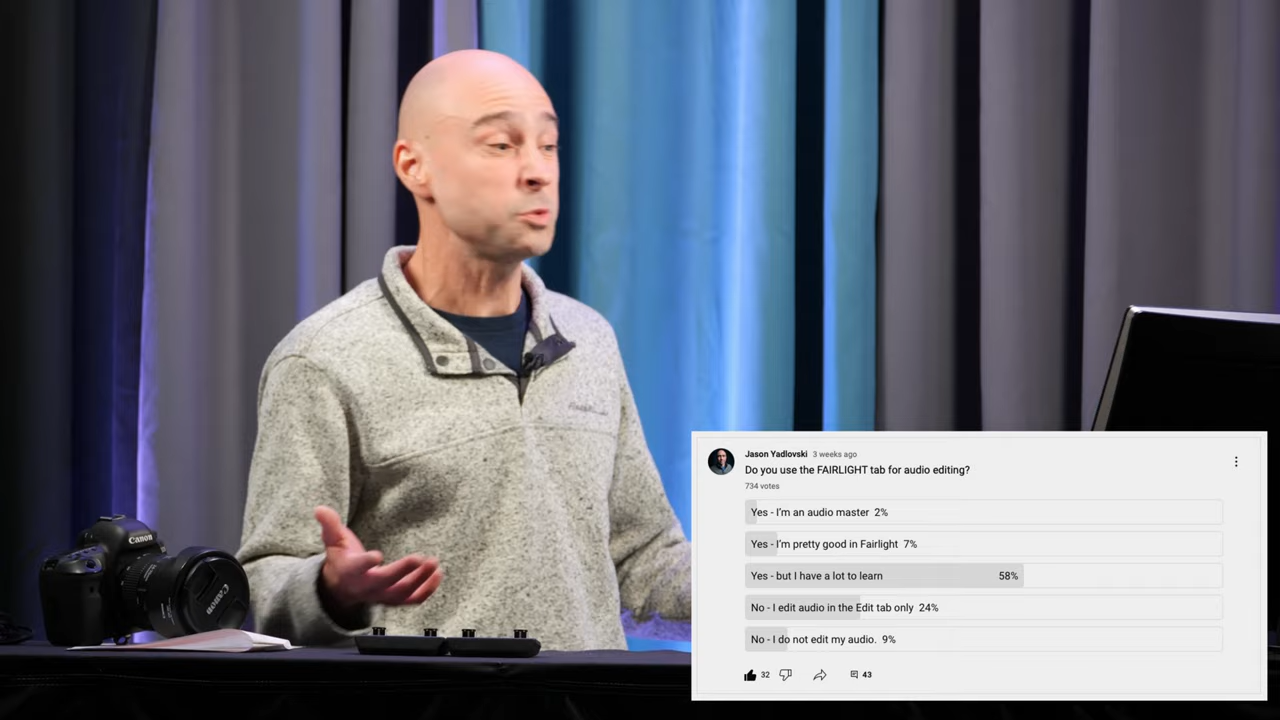 Canon
Canon
Jason Yadlovski 3 weeks ago
Do you use the FAIRLIGHT tab for audio editing?
734 votes
Yes - I'm an audio master 2%
Yes - I'm pretty good in Fairlight 7%
Yes - but I have a lot to learn 58%
No - I edit audio in the Edit tab only 24%
No - I do not edit my audio. 9%
32
43